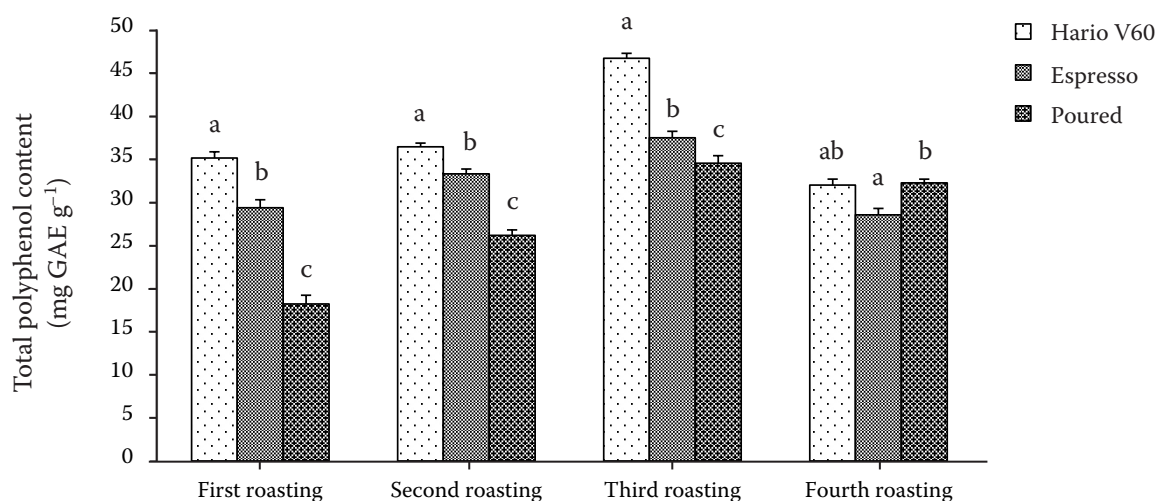 Total polyphenol content
(mg GAE g⁻¹)
50
45
40
35
30
25
20
15
10
5
0
a
b
c
a
b
c
a
b
c
ab
a
b
First roasting
Second roasting
Third roasting
Fourth roasting
Hario V60
Espresso
Poured